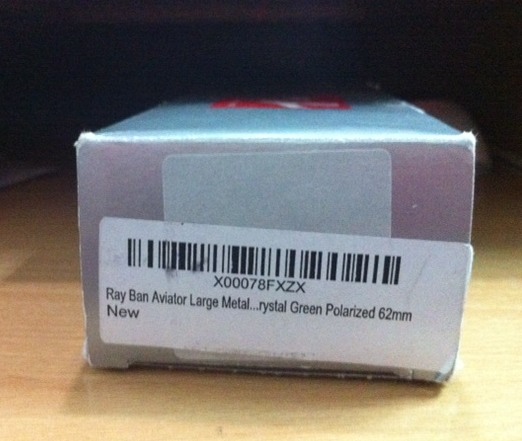 X00078FXZX
Ray Ban Aviator Large Metal...rystal Green Polarized 62mm
New